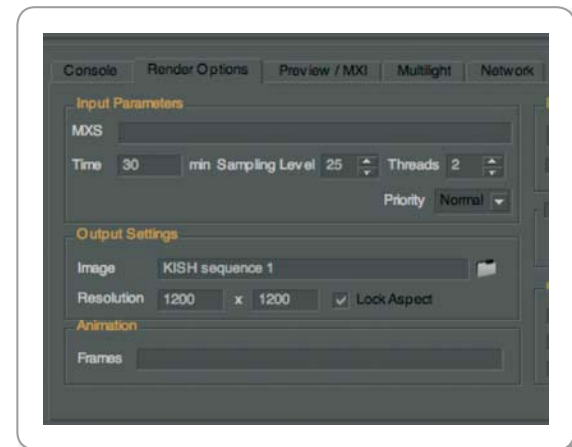 Console Render Options Preview / MXI Multilight Network
Input Parameters
MXS
Time 30 min Sampling Level 25 Threads 2
Priority Normal
Output Settings
Image KISH sequence 1
Resolution 1200 x 1200 Lock Aspect
Animation
Frames